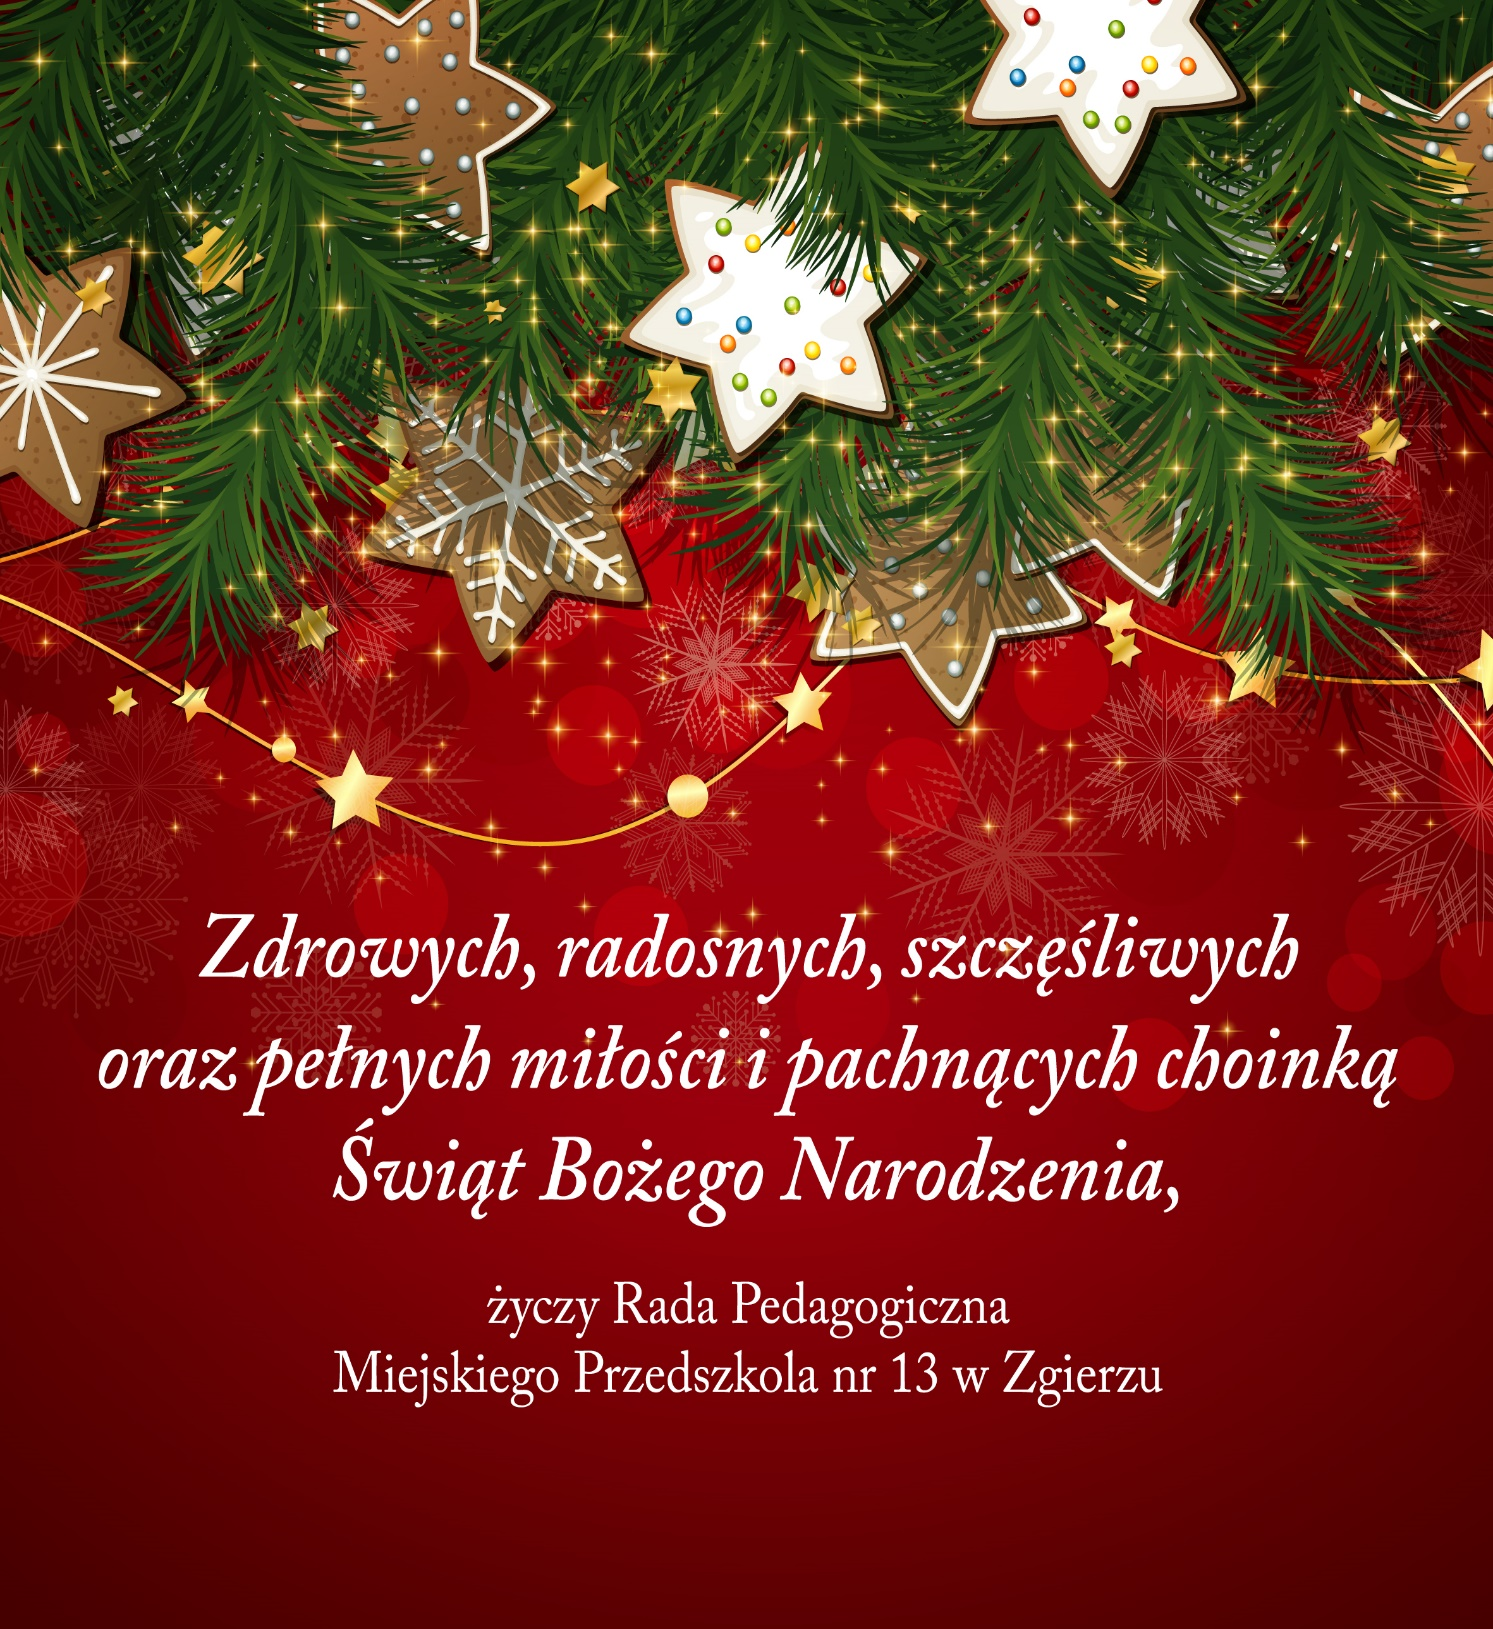 Zdrowych, radosnych, szczęśliwych
oraz pełnych miłości i pachnących choinką
Świąt Bożego Narodzenia,
życzy Rada Pedagogiczna
Miejskiego Przedszkola nr 13 w Zgierzu